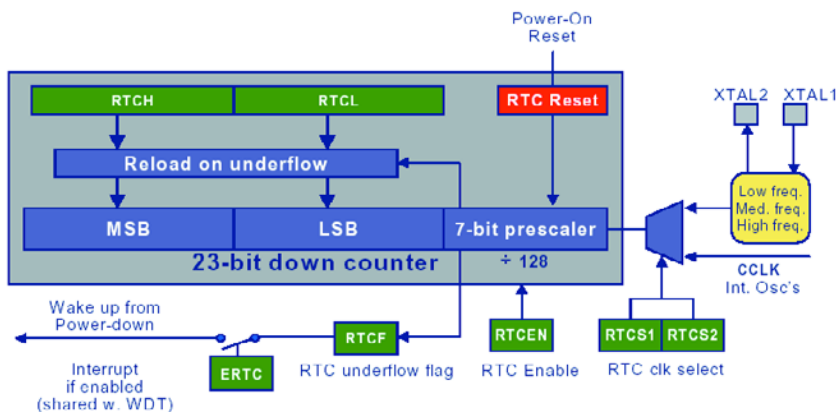 Power-On
Reset
RTCH
RTCL
RTC Reset
XTAL2
XTAL1
Reload on underflow
Low freq.
Med. freq.
High freq.
MSB
LSB
7-bit prescaler
23-bit down counter
÷ 128
CCLK
Int. Osc's
Wake up from
Power-down
RTCF
RTCEN
RTCS1
RTCS2
Interrupt
if enabled
(shared w. WDT)
ERTC
RTC underflow flag
RTC Enable
RTC clk select